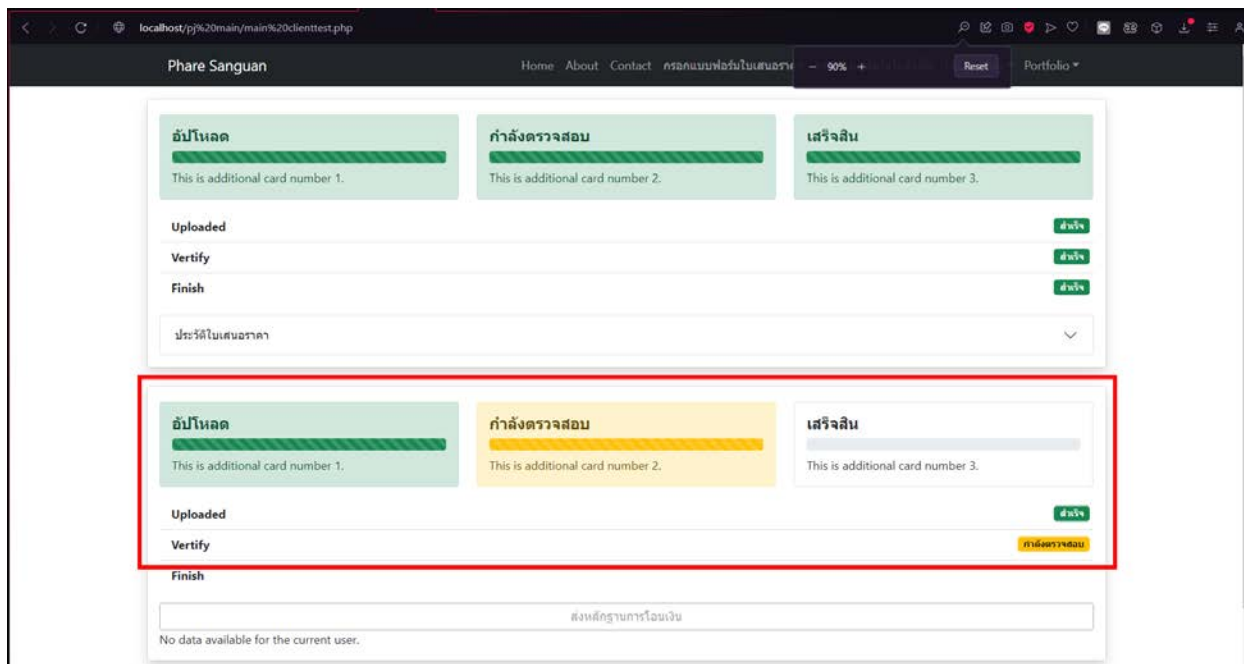 localhost/pj%20main/main%20clienttest.php
Phare Sanguan Home About Contact กรอกแบบฟอร์มใบเสนอราคา - 90% + Reset Portfolio
อัปโหลด กำลังตรวจสอบ เสร็จสิน
This is additional card number 1. This is additional card number 2. This is additional card number 3.
Uploaded สำเร็จ
Vertify สำเร็จ
Finish สำเร็จ
ประวัติใบเสนอราคา
อัปโหลด กำลังตรวจสอบ เสร็จสิน
This is additional card number 1. This is additional card number 2. This is additional card number 3.
Uploaded สำเร็จ
Vertify กำลังตรวจสอบ
Finish
ส่งหลักฐานการโอนเงิน
No data available for the current user.